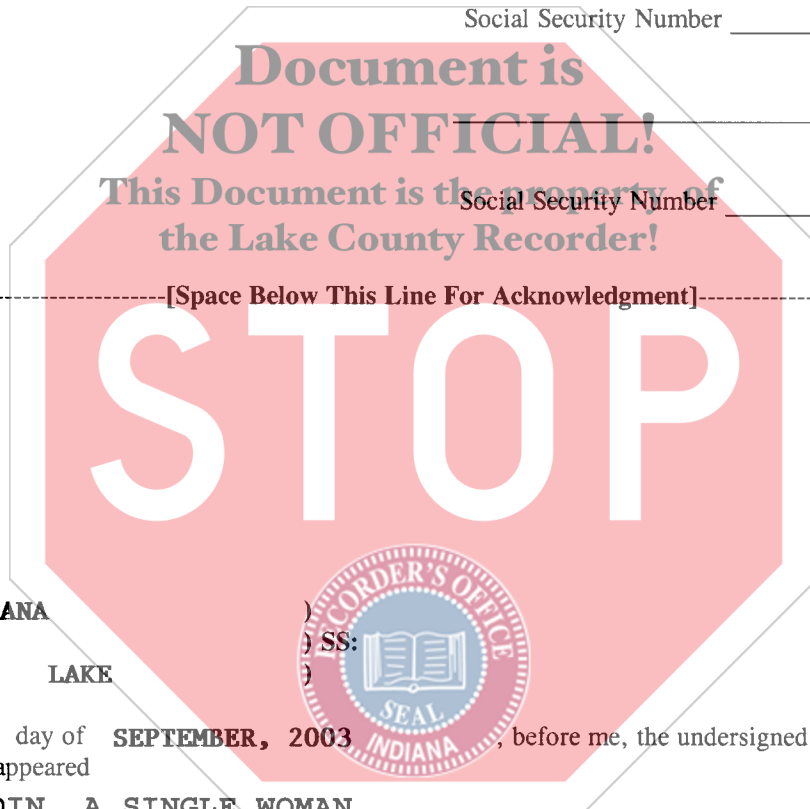 Social Security Number
Document is
NOT OFFICIAL!
This Document is the property of
Social Security Number
the Lake County Recorder!
[Space Below This Line For Acknowledgment]
STOP
RECORDER'S OFFICE
ANA )
) SS:
LAKE )
SEAL
INDIANA
day of SEPTEMBER, 2003 , before me, the undersigned
appeared
A SINGLE WOMAN